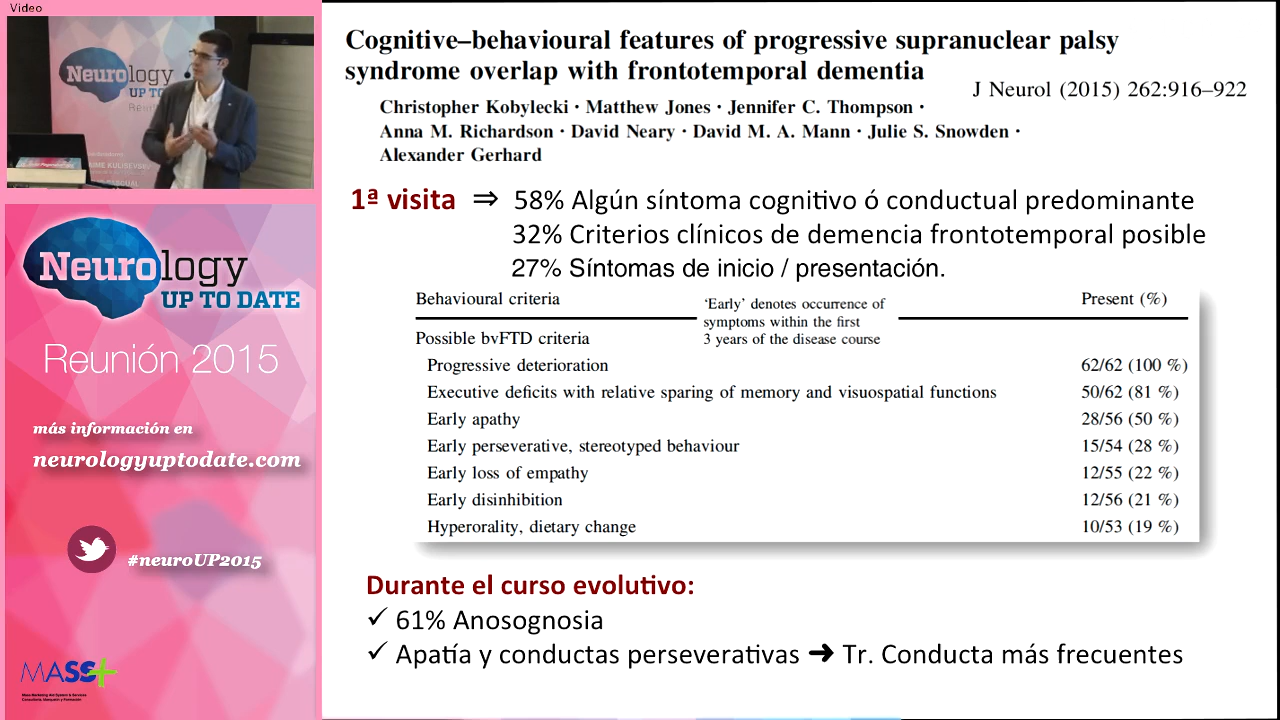 Video
Neurology
UP TO
Cognitive–behavioural features of progressive supranuclear palsy
syndrome overlap with frontotemporal dementia
J Neurol (2015) 262:916–922
Christopher Kobylecki · Matthew Jones · Jennifer C. Thompson ·
Anna M. Richardson · David Neary · David M. A. Mann · Julie S. Snowden ·
Alexander Gerhard
1ª visita ⇒ 58% Algún síntoma cognitivo ó conductual predominante
32% Criterios clínicos de demencia frontotemporal posible
27% Síntomas de inicio / presentación.
Behavioural criteria
Present (%)
'Early' denotes occurrence of
symptoms within the first
3 years of the disease course
Possible bvFTD criteria
Progressive deterioration 62/62 (100 %)
Executive deficits with relative sparing of memory and visuospatial functions 50/62 (81 %)
Early apathy 28/56 (50 %)
Early perseverative, stereotyped behaviour 15/54 (28 %)
Early loss of empathy 12/55 (22 %)
Early disinhibition 12/56 (21 %)
Hyperorality, dietary change 10/53 (19 %)
Durante el curso evolutivo:
✓ 61% Anosognosia
✓ Apatía y conductas perseverativas ➜ Tr. Conducta más frecuentes
Neurology
UP TO DATE
Reunión 2015
más información en
neurologyuptodate.com
#neuroUP2015
MASS+